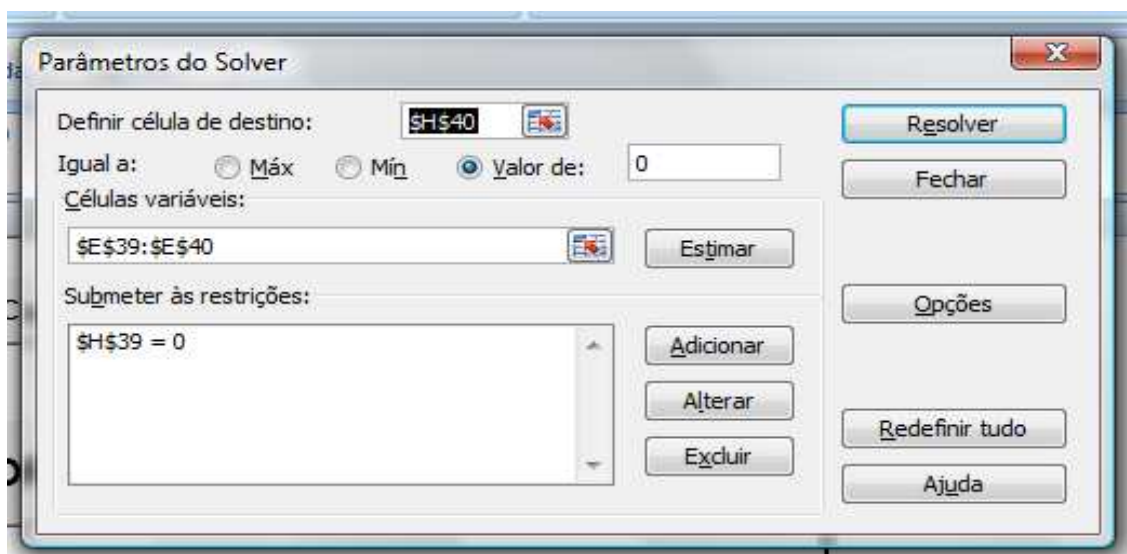 Parâmetros do Solver
Definir célula de destino: $H$40 Resolver
Igual a: Máx Mín Valor de: 0 Fechar
Células variáveis:
$E$39:$E$40 Estimar
Submeter às restrições: Opções
$H$39 = 0 Adicionar
Alterar
Redefinir tudo
Excluir
Ajuda